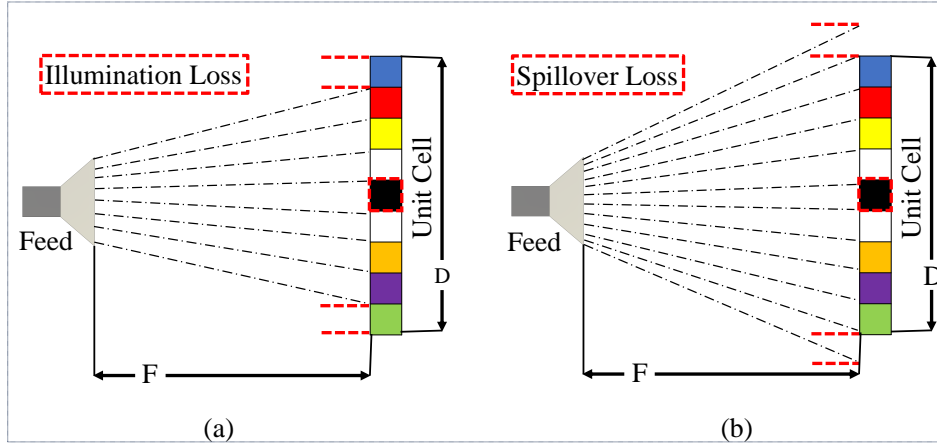 Illumination Loss
Feed
Unit Cell
D
F
(a)
Spillover Loss
Feed
Unit Cell
D
F
(b)